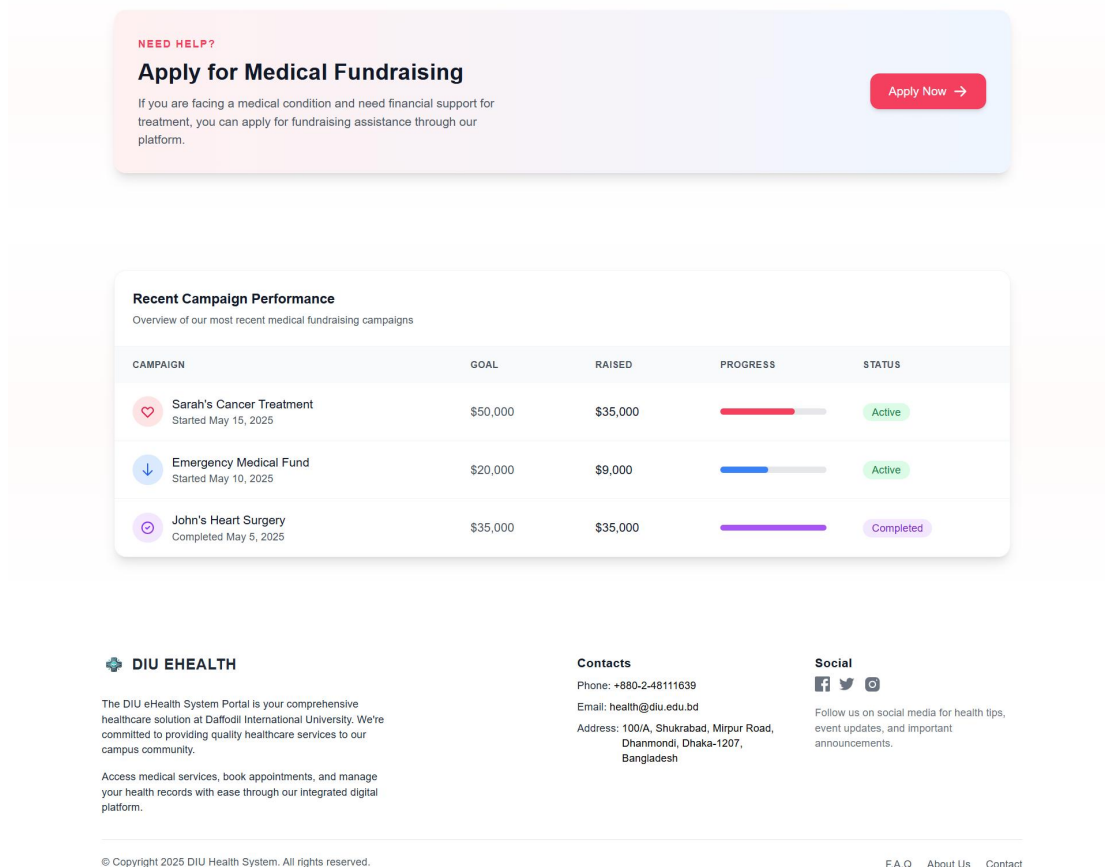 NEED HELP?
Apply for Medical Fundraising
If you are facing a medical condition and need financial support for
treatment, you can apply for fundraising assistance through our
platform.
Apply Now
Recent Campaign Performance
Overview of our most recent medical fundraising campaigns
CAMPAIGN GOAL RAISED PROGRESS STATUS
Sarah's Cancer Treatment
Started May 15, 2025
$50,000 $35,000 Active
Emergency Medical Fund
Started May 10, 2025
$20,000 $9,000 Active
John's Heart Surgery
Completed May 5, 2025
$35,000 $35,000 Completed
DIU EHEALTH
The DIU eHealth System Portal is your comprehensive
healthcare solution at Daffodil International University. We're
committed to providing quality healthcare services to our
campus community.
Access medical services, book appointments, and manage
your health records with ease through our integrated digital
platform.
Contacts
Phone: +880-2-48111639
Email: health@diu.edu.bd
Address: 100/A, Shukrabad, Mirpur Road,
Dhanmondi, Dhaka-1207,
Bangladesh
Social
Follow us on social media for health tips,
event updates, and important
announcements.
© Copyright 2025 DIU Health System. All rights reserved.
F.A.Q About Us Contact